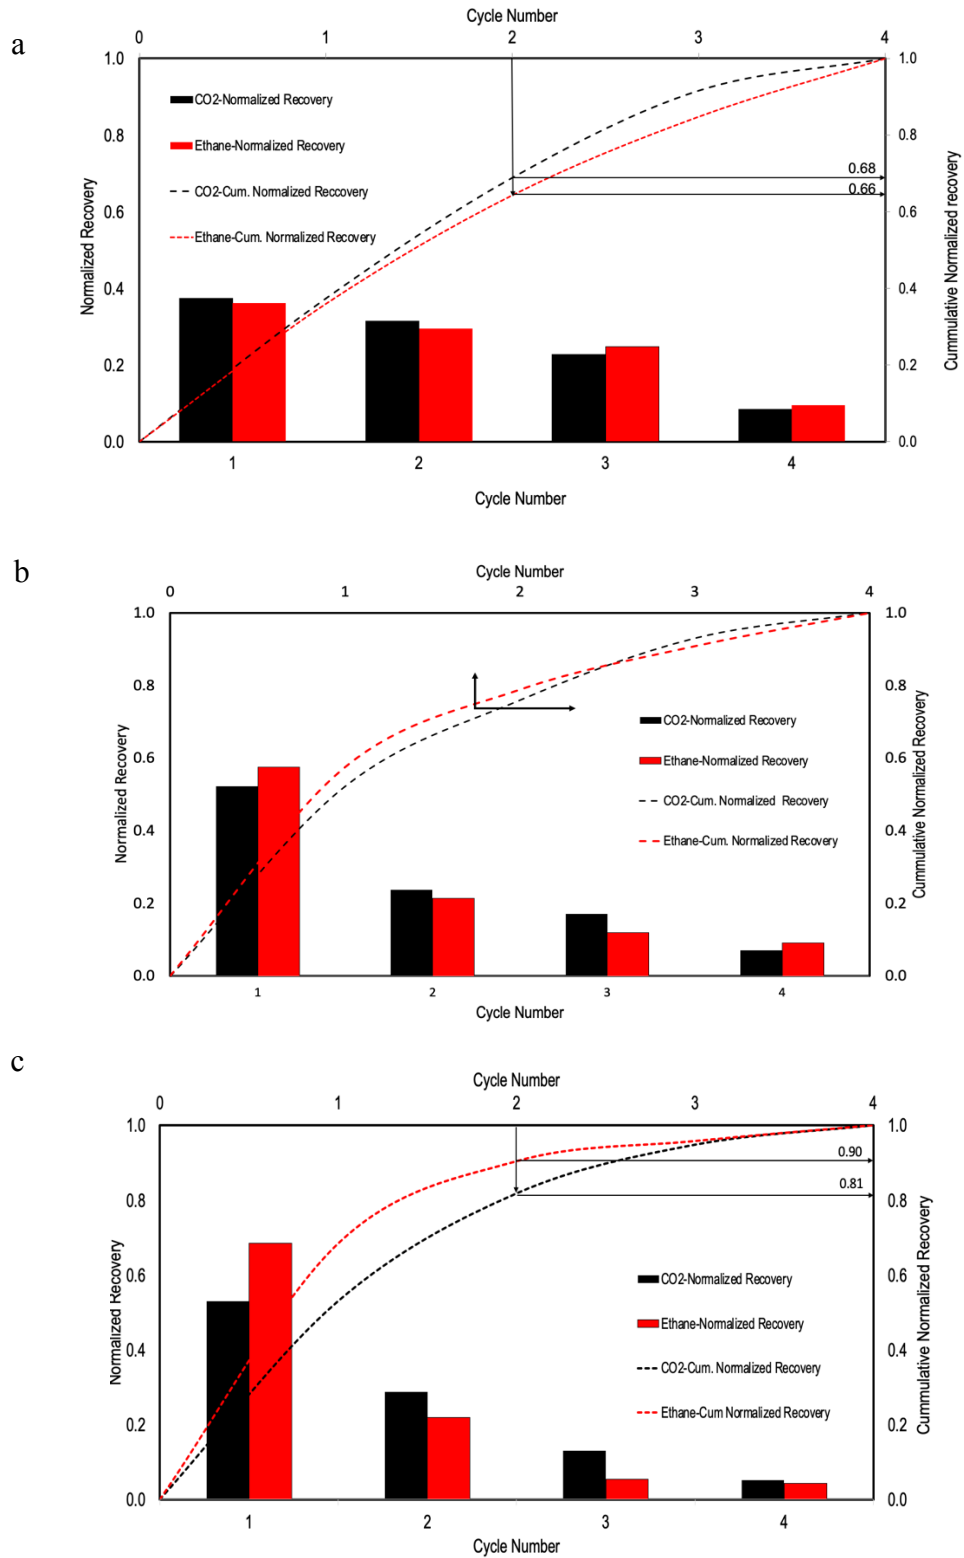 a
Cycle Number
0 1 2 3 4
1.0 1.0
CO2-Normalized Recovery
0.8 0.8
Ethane-Normalized Recovery
0.68
CO2-Cum. Normalized Recovery
0.66
0.6 0.6
Ethane-Cum. Normalized Recovery
Normalized Recovery
Cummulative Normalized recovery
0.4 0.4
0.2 0.2
0.0 0.0
1 2 3 4
Cycle Number
b
Cycle Number
0 1 2 3 4
1.0 1.0
0.8 0.8
CO2-Normalized Recovery
0.6 0.6
Ethane-Normalized Recovery
CO2-Cum. Normalized Recovery
Ethane-Cum. Normalized Recovery
Normalized Recovery
Cummulative Normalized Recovery
0.4 0.4
0.2 0.2
0.0 0.0
1 2 3 4
Cycle Number
c
Cycle Number
0 1 2 3 4
1.0 1.0
0.90
0.81
0.8 0.8
CO2-Normalized Recovery
0.6 0.6
Ethane-Normalized Recovery
CO2-Cum. Normalized Recovery
Ethane-Cum Normalized Recovery
Normalized Recovery
Cummulative Normalized Recovery
0.4 0.4
0.2 0.2
0.0 0.0
1 2 3 4
Cycle Number